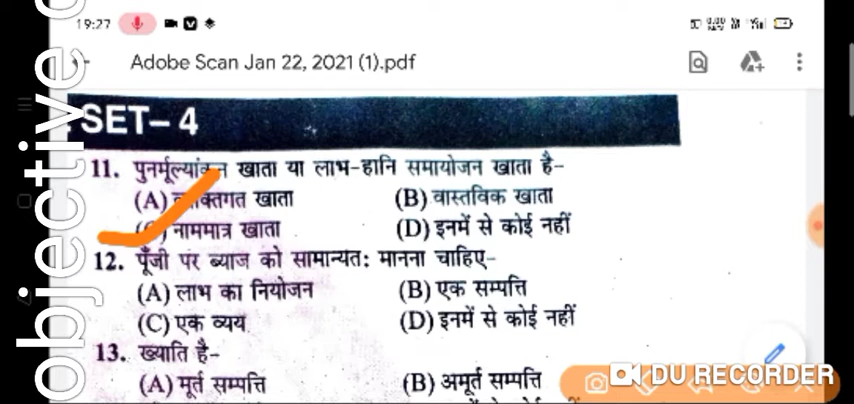 19:27
Adobe Scan Jan 22, 2021 (1).pdf
objective
SET-4
11. पुनर्मूल्यांकन खाता या लाभ-हानि समायोजन खाता है-
(A) व्यक्तिगत खाता (B) वास्तविक खाता
(C) नाममात्र खाता (D) इनमें से कोई नहीं
12. पूँजी पर ब्याज को सामान्यत: मानना चाहिए-
(A) लाभ का नियोजन (B) एक सम्पत्ति
(C) एक व्यय (D) इनमें से कोई नहीं
13. ख्याति है-
(A) मूर्त सम्पत्ति (B) अमूर्त सम्पत्ति
DU RECORDER